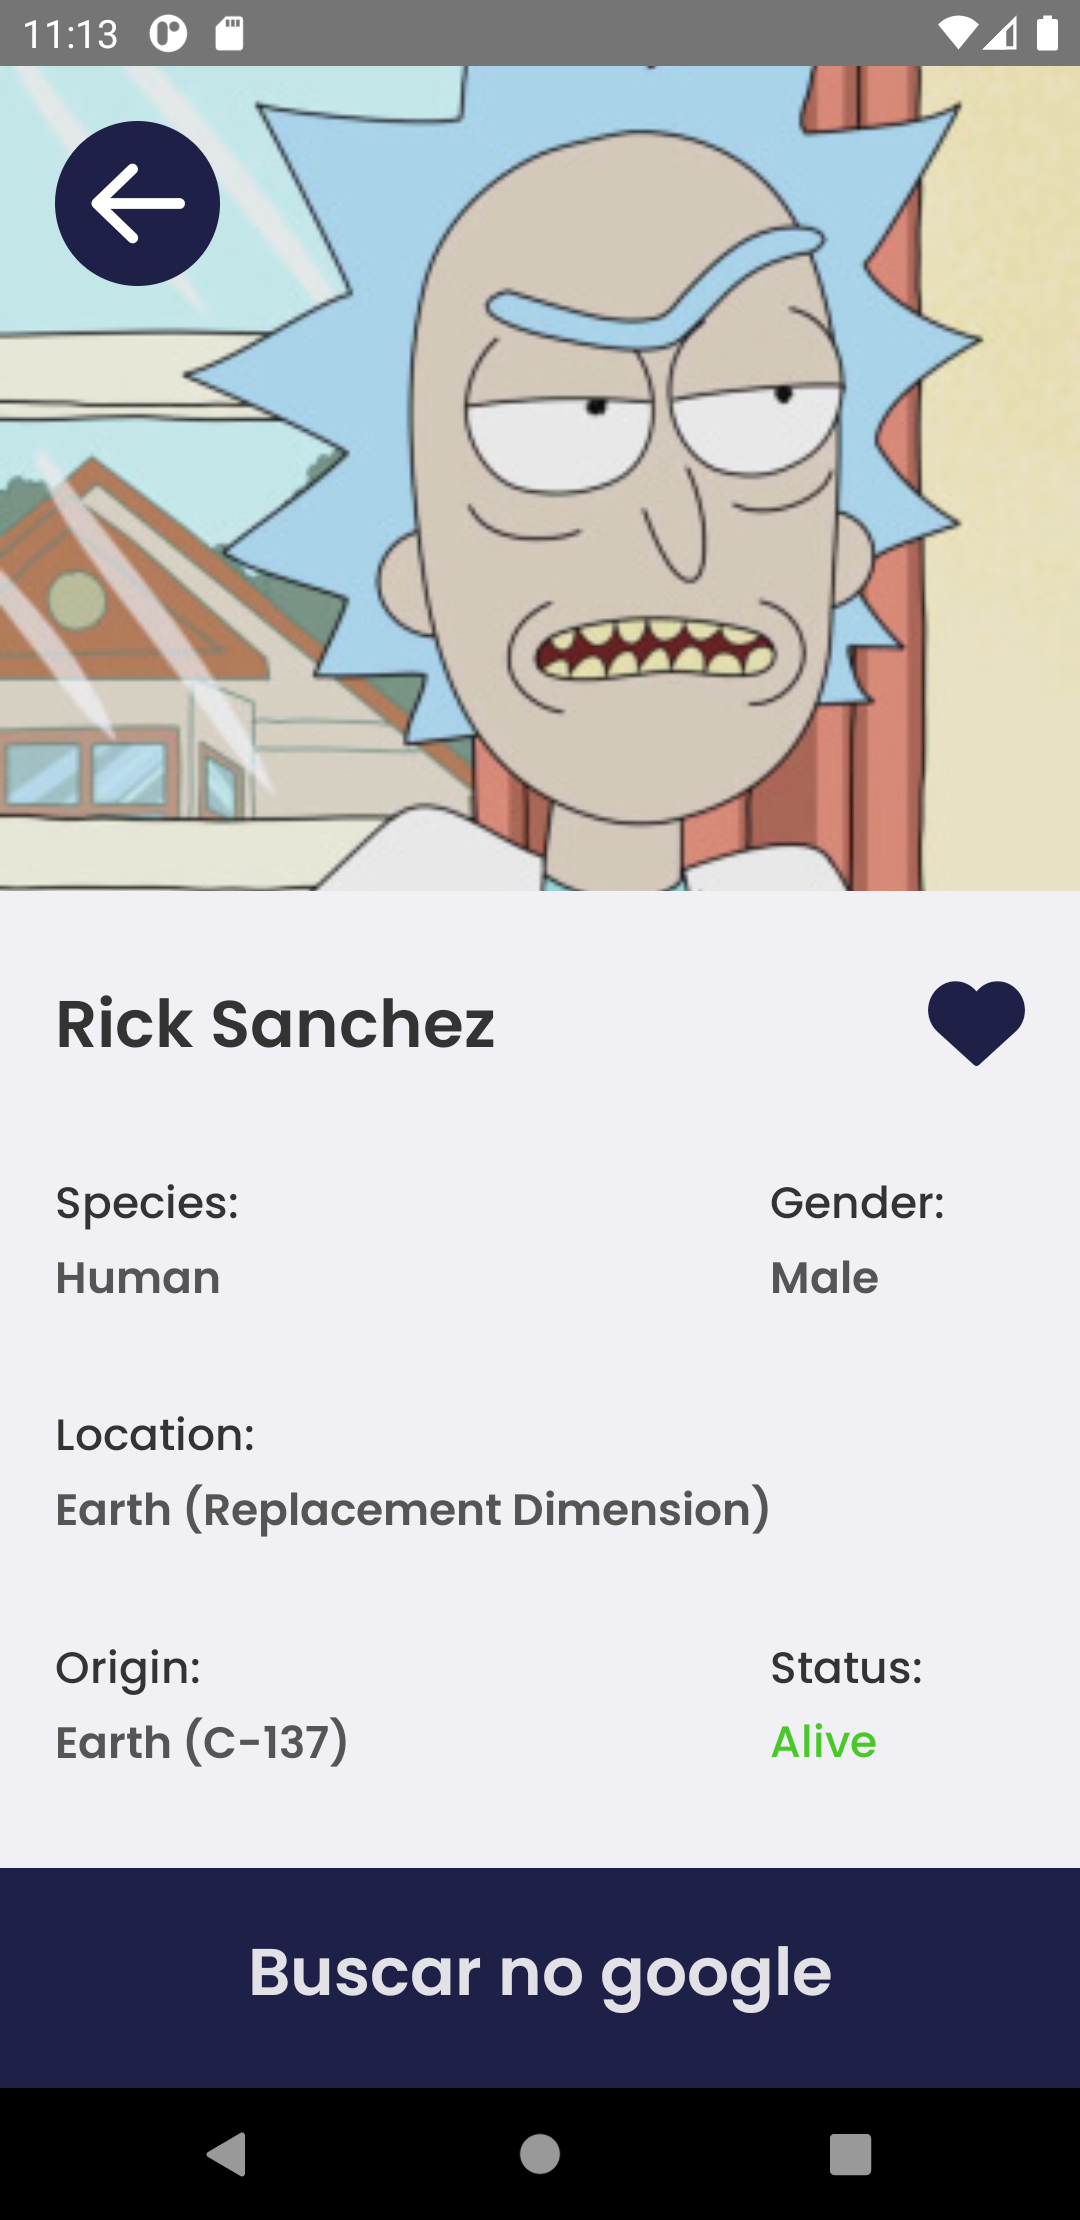 11:13
Rick Sanchez
Species:
Human
Gender:
Male
Location:
Earth (Replacement Dimension)
Origin:
Earth (C-137)
Status:
Alive
Buscar no google